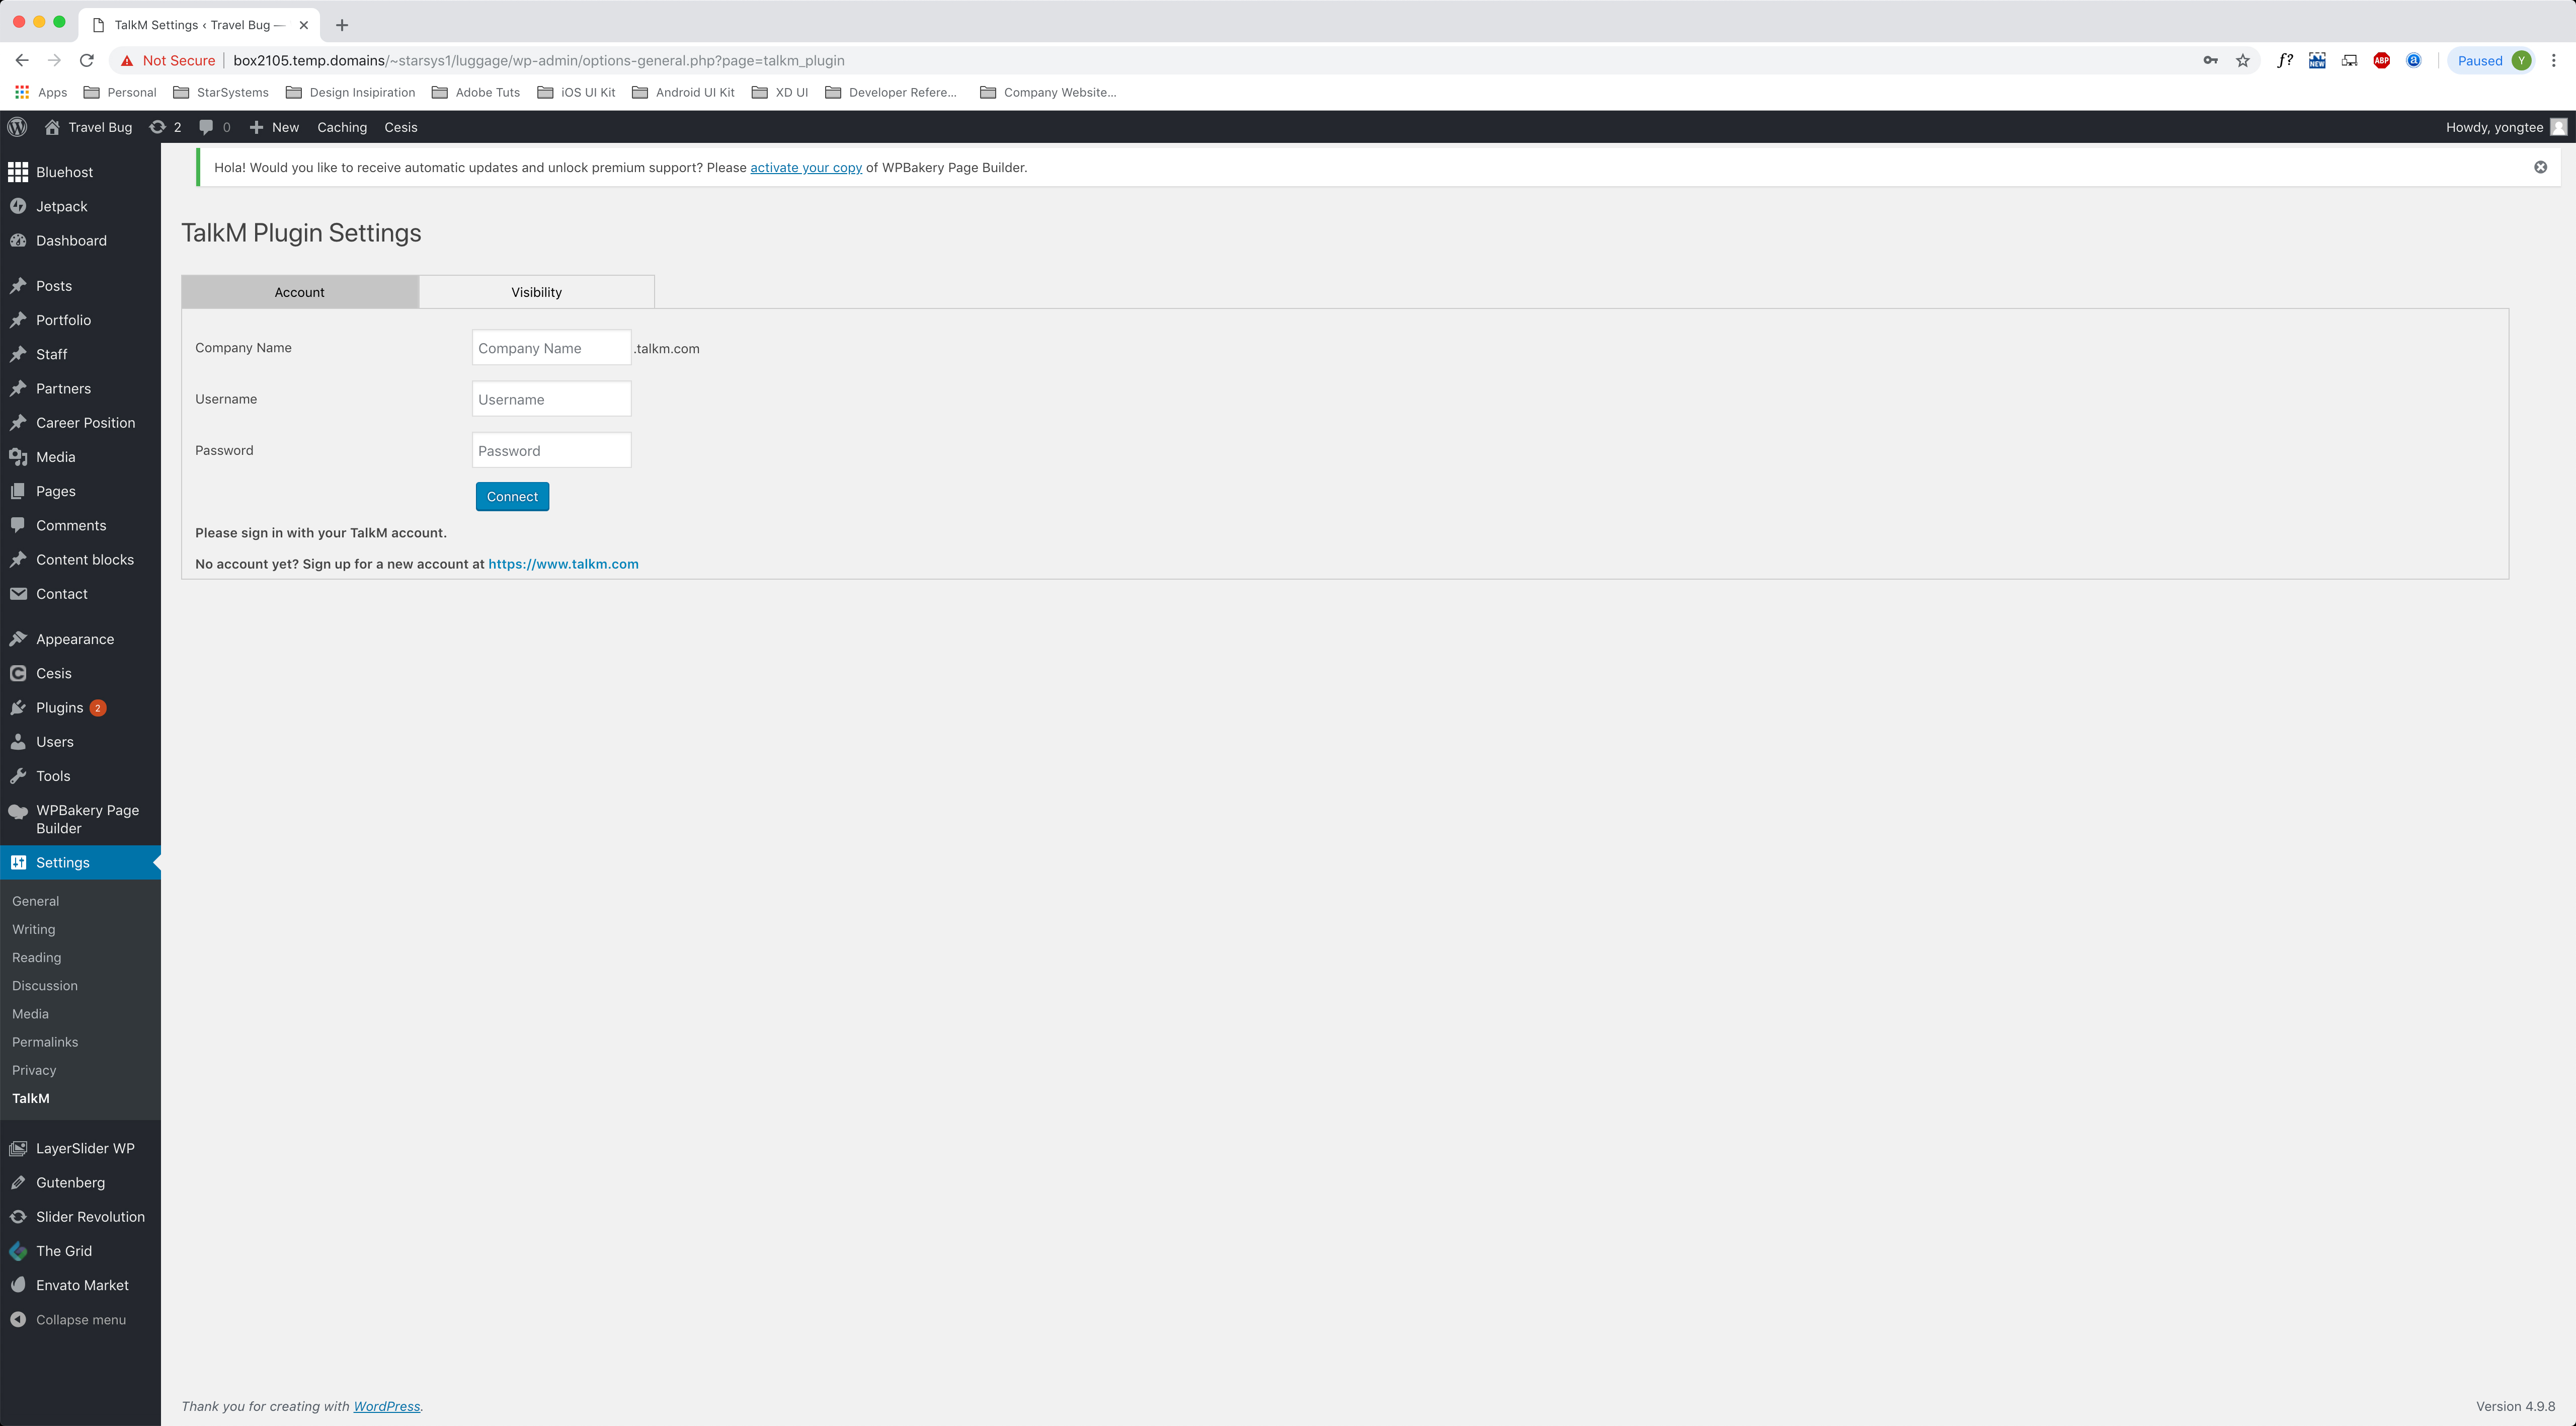 TalkM Settings ‹ Travel Bug —
Not Secure box2105.temp.domains/~starsys1/luggage/wp-admin/options-general.php?page=talkm_plugin
f? NEW ABP a Paused Y
Apps Personal StarSystems Design Insipiration Adobe Tuts iOS UI Kit Android UI Kit XD UI Developer Refere... Company Website...
Travel Bug 2 0 New Caching Cesis Howdy, yongtee
Hola! Would you like to receive automatic updates and unlock premium support? Please activate your copy of WPBakery Page Builder.
Bluehost
Jetpack
Dashboard
Posts
Portfolio
Staff
Partners
Career Position
Media
Pages
Comments
Content blocks
Contact
Appearance
Cesis
Plugins 2
Users
Tools
WPBakery Page
Builder
Settings
General
Writing
Reading
Discussion
Media
Permalinks
Privacy
TalkM
LayerSlider WP
Gutenberg
Slider Revolution
The Grid
Envato Market
Collapse menu
TalkM Plugin Settings
Account Visibility
Company Name Company Name .talkm.com
Username Username
Password Password
Connect
Please sign in with your TalkM account.
No account yet? Sign up for a new account at https://www.talkm.com
Thank you for creating with WordPress. Version 4.9.8